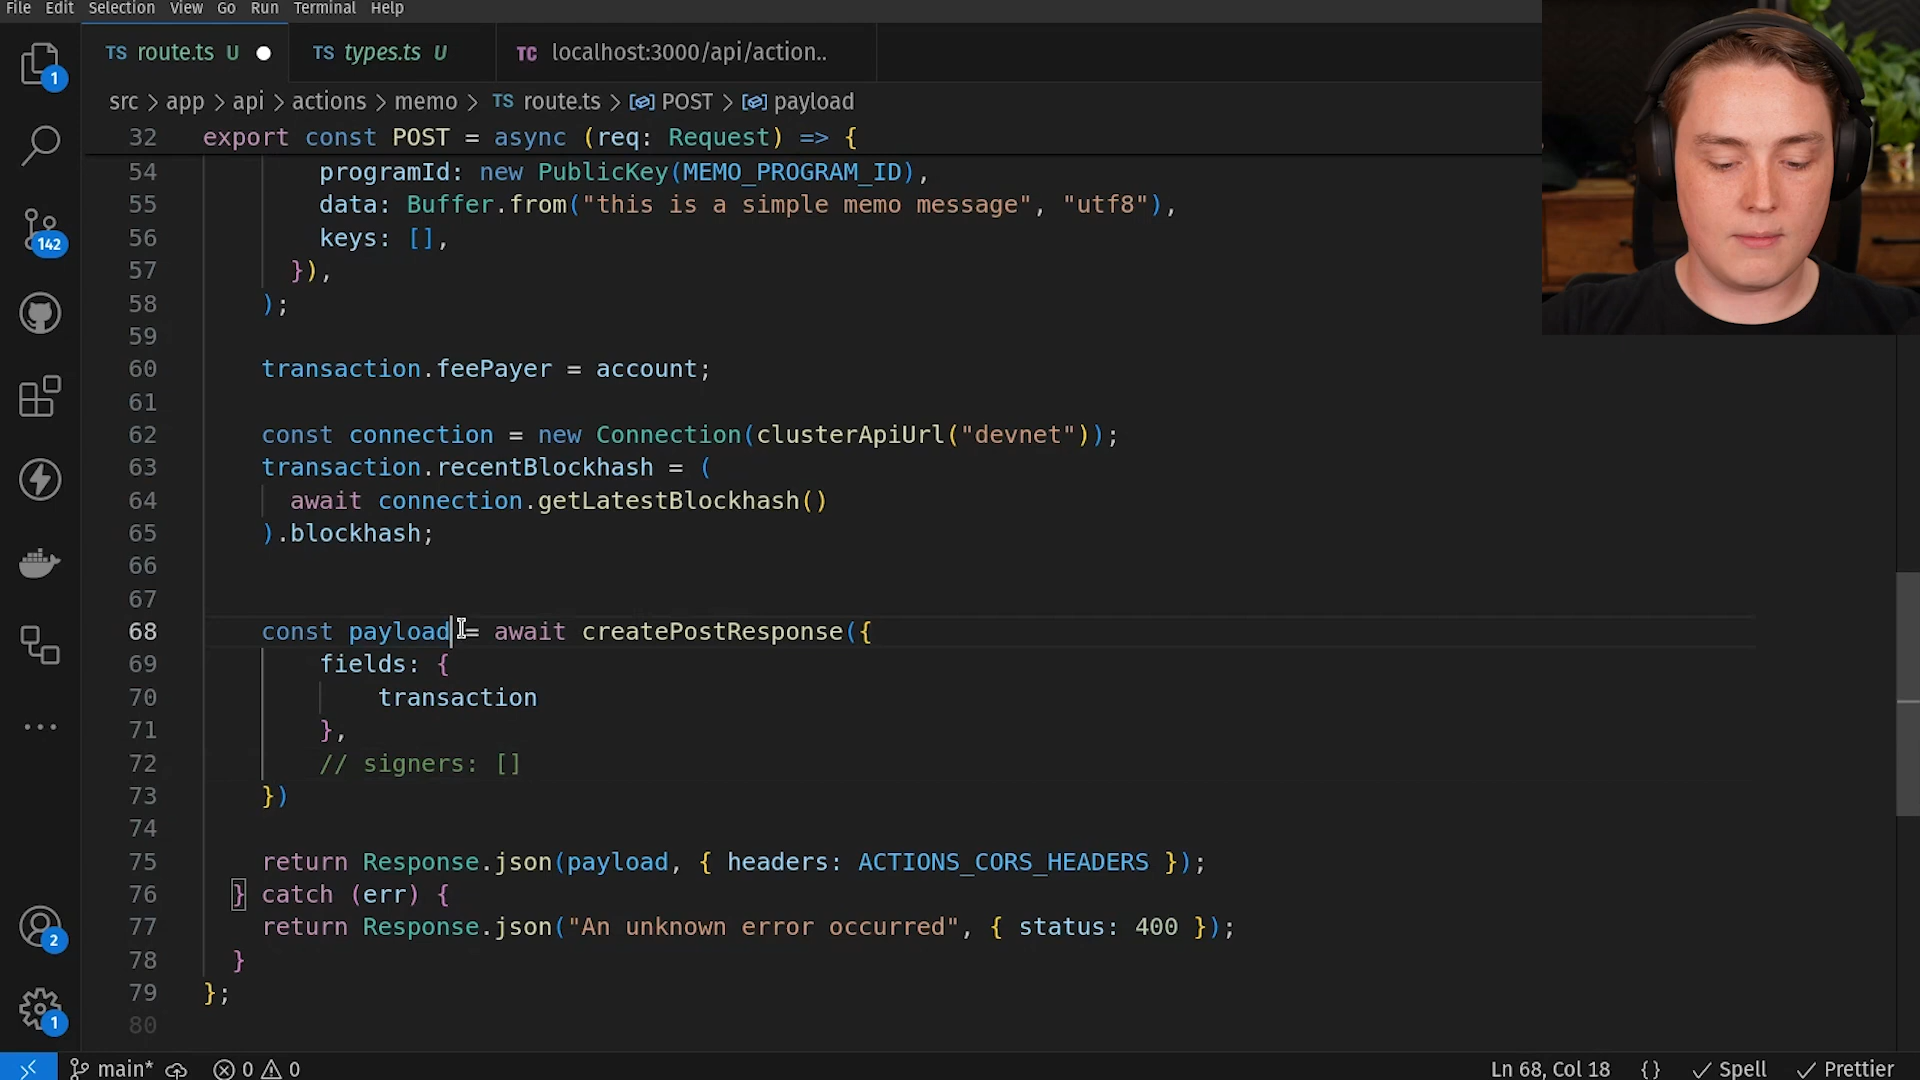 File Edit Selection View Go Run Terminal Help
TS route.ts U TS types.ts U TC localhost:3000/api/action..
src > app > api > actions > memo > TS route.ts > POST > payload
32 export const POST = async (req: Request) => {
54 programId: new PublicKey(MEMO_PROGRAM_ID),
55 data: Buffer.from("this is a simple memo message", "utf8"),
56 keys: [],
57 }),
58 );
59
60 transaction.feePayer = account;
61
62 const connection = new Connection(clusterApiUrl("devnet"));
63 transaction.recentBlockhash = (
64 await connection.getLatestBlockhash()
65 ).blockhash;
66
67
68 const payload = await createPostResponse({
69 fields: {
70 transaction
71 },
72 // signers: []
73 })
74
75 return Response.json(payload, { headers: ACTIONS_CORS_HEADERS });
76 } catch (err) {
77 return Response.json("An unknown error occurred", { status: 400 });
78 }
79 };
80
1
142
2
1
main* 0 0 Ln 68, Col 18 {} Spell Prettier